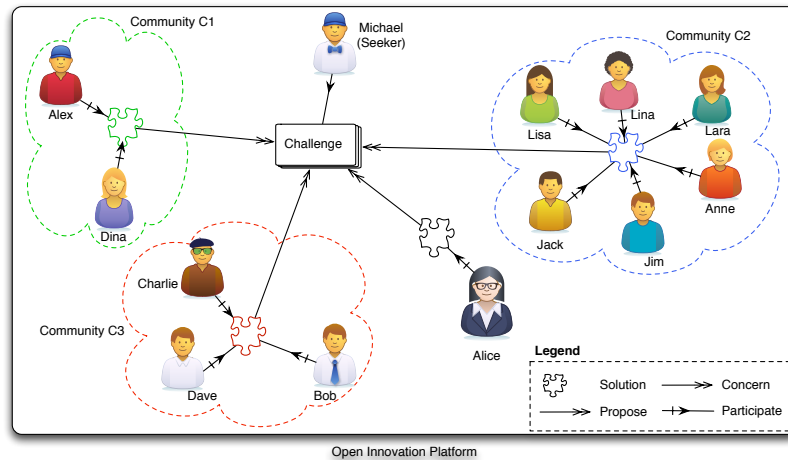 Community C1
Michael
(Seeker)
Community C2
Alex
Lisa
Lina
Lara
Challenge
Dina
Anne
Jack
Jim
Charlie
Community C3
Alice
Dave
Bob
Legend
Solution
Concern
Propose
Participate
Open Innovation Platform